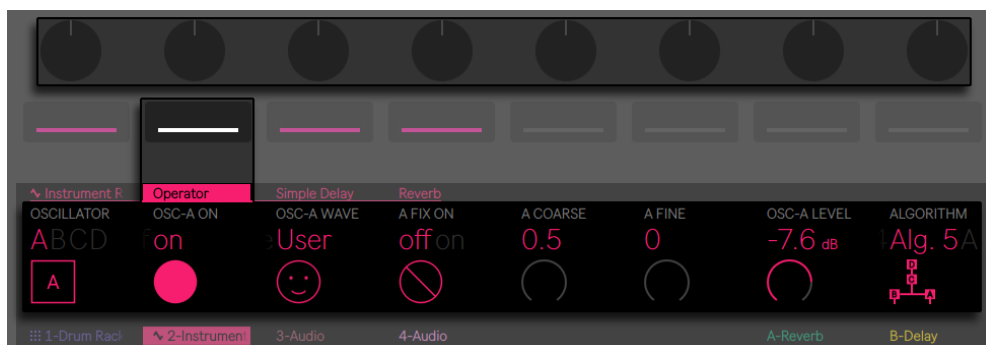 Instrument R Operator Simple Delay Reverb
OSCILLATOR OSC-A ON OSC-A WAVE A FIX ON A COARSE A FINE OSC-A LEVEL ALGORITHM
ABCD on User off on 0.5 0 -7.6 dB Alg. 5 A
A
D
C
B A
1-Drum Rack 2-Instrument 3-Audio 4-Audio A-Reverb B-Delay